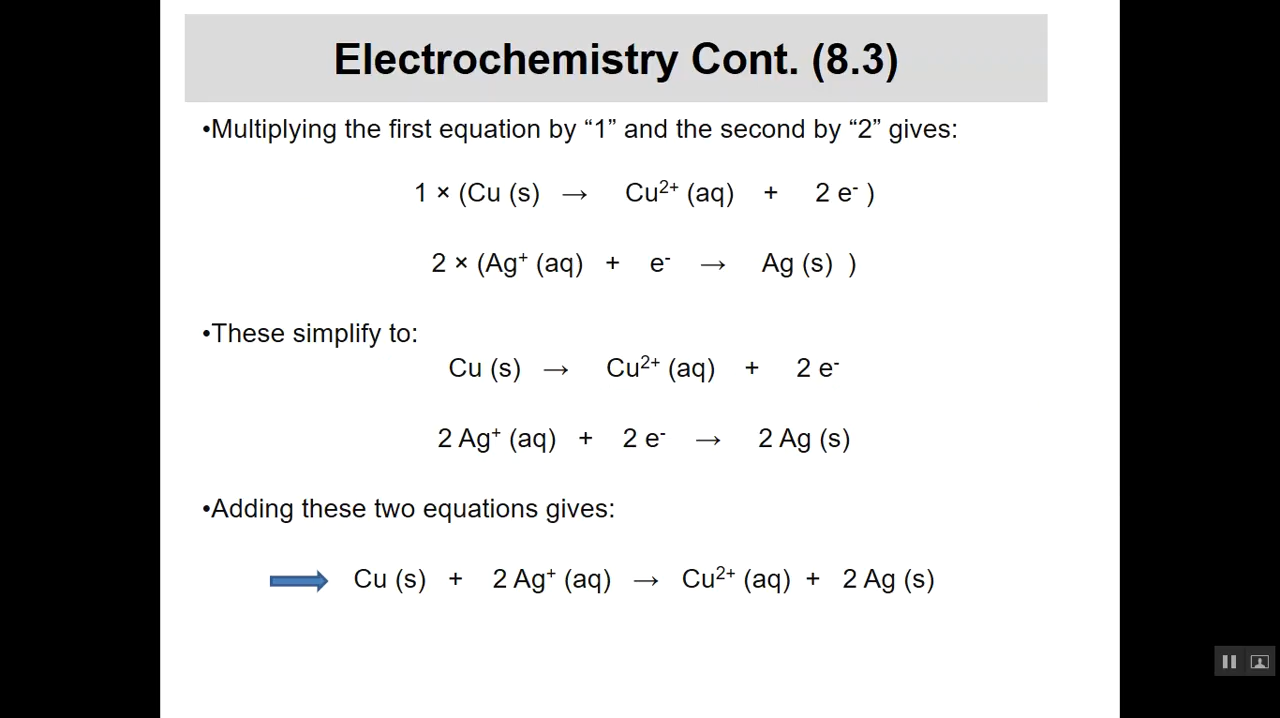 Electrochemistry Cont. (8.3)
•Multiplying the first equation by “1” and the second by “2” gives:
1 × (Cu (s) → Cu²⁺ (aq) + 2 e⁻ )
2 × (Ag⁺ (aq) + e⁻ → Ag (s) )
•These simplify to:
Cu (s) → Cu²⁺ (aq) + 2 e⁻
2 Ag⁺ (aq) + 2 e⁻ → 2 Ag (s)
•Adding these two equations gives:
Cu (s) + 2 Ag⁺ (aq) → Cu²⁺ (aq) + 2 Ag (s)